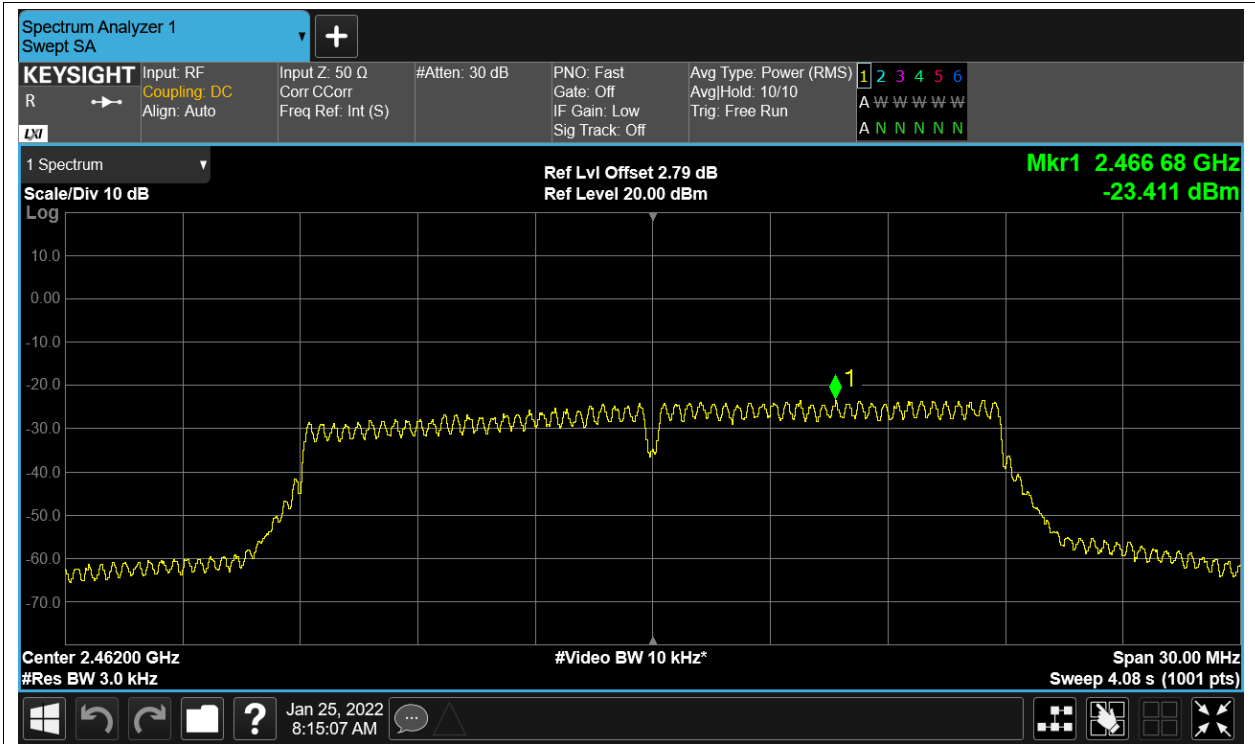 Spectrum Analyzer 1
Swept SA
KEYSIGHT
R
LXI
Input: RF
Coupling: DC
Align: Auto
Input Z: 50 Ω
Corr CCorr
Freq Ref: Int (S)
#Atten: 30 dB
PNO: Fast
Gate: Off
IF Gain: Low
Sig Track: Off
Avg Type: Power (RMS)
Avg|Hold: 10/10
Trig: Free Run
1 2 3 4 5 6
A W W W W W
A N N N N N
1 Spectrum
Scale/Div 10 dB
Log
Ref Lvl Offset 2.79 dB
Ref Level 20.00 dBm
Mkr1 2.466 68 GHz
-23.411 dBm
10.0
0.00
-10.0
-20.0
-30.0
-40.0
-50.0
-60.0
-70.0
1
Center 2.46200 GHz
#Res BW 3.0 kHz
#Video BW 10 kHz*
Span 30.00 MHz
Sweep 4.08 s (1001 pts)
?
Jan 25, 2022
8:15:07 AM